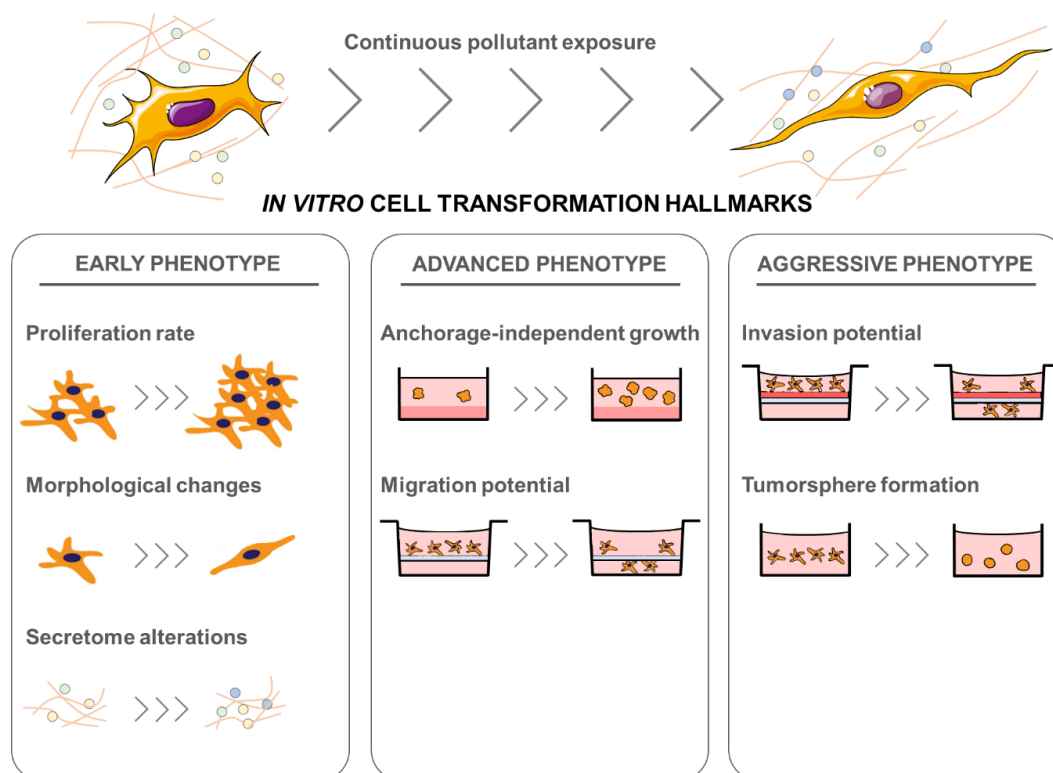 Continuous pollutant exposure
IN VITRO CELL TRANSFORMATION HALLMARKS
EARLY PHENOTYPE
Proliferation rate
Morphological changes
Secretome alterations
ADVANCED PHENOTYPE
Anchorage-independent growth
Migration potential
AGGRESSIVE PHENOTYPE
Invasion potential
Tumorsphere formation